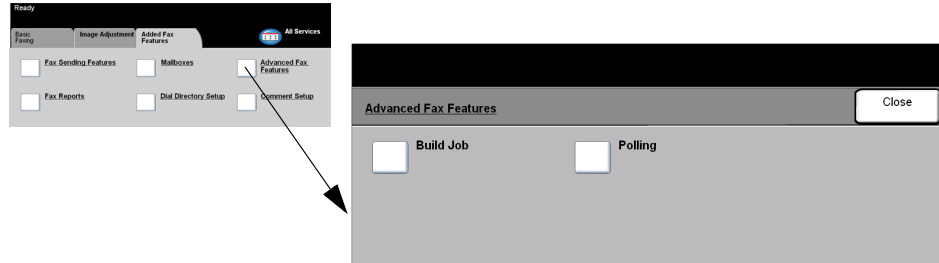 Ready
Basic
Faxing
Image Adjustment
Added Fax
Features
All Services
Fax Sending Features
Mailboxes
Advanced Fax
Features
Fax Reports
Dial Directory Setup
Comment Setup
Advanced Fax Features
Close
Build Job
Polling